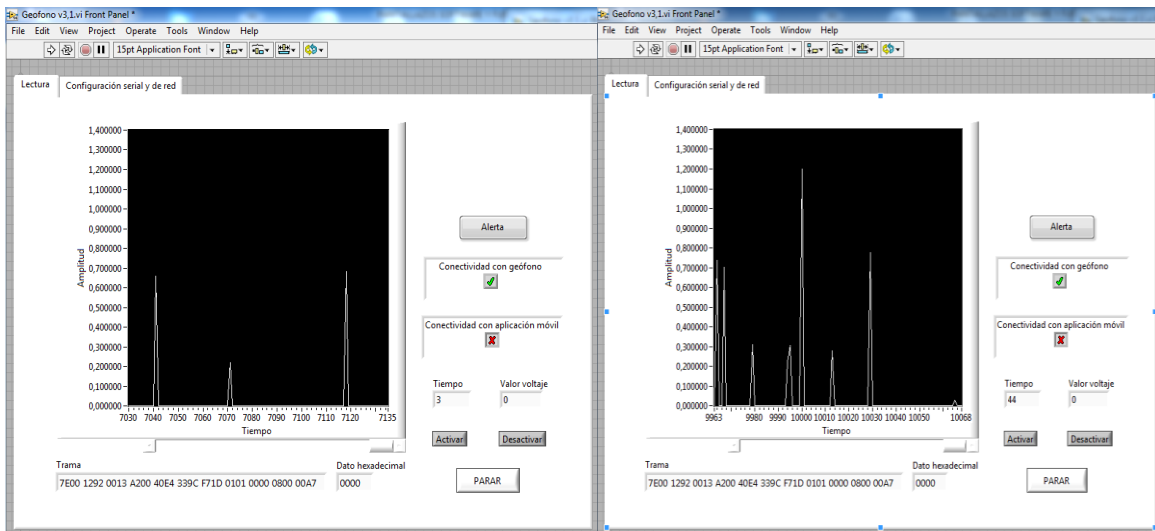 Geofono v3,1.vi Front Panel *
File Edit View Project Operate Tools Window Help
15pt Application Font
Lectura
Configuración serial y de red
1,400000
1,300000
1,200000
1,100000
1,000000
0,900000
0,800000
0,700000
0,600000
0,500000
0,400000
0,300000
0,200000
0,100000
0,000000
Amplitud
7030 7040 7050 7060 7070 7080 7090 7100 7110 7120 7135
Tiempo
Alerta
Conectividad con geófono
Conectividad con aplicación móvil
Tiempo
Valor voltaje
3
0
Activar
Desactivar
Trama
Dato hexadecimal
7E00 1292 0013 A200 40E4 339C F71D 0101 0000 0800 00A7
0000
PARAR
Geofono v3,1.vi Front Panel *
File Edit View Project Operate Tools Window Help
15pt Application Font
Lectura
Configuración serial y de red
1,400000
1,300000
1,200000
1,100000
1,000000
0,900000
0,800000
0,700000
0,600000
0,500000
0,400000
0,300000
0,200000
0,100000
0,000000
Amplitud
9963 9980 9990 10000 10010 10020 10030 10040 10050 10068
Tiempo
Alerta
Conectividad con geófono
Conectividad con aplicación móvil
Tiempo
Valor voltaje
44
0
Activar
Desactivar
Trama
Dato hexadecimal
7E00 1292 0013 A200 40E4 339C F71D 0101 0000 0800 00A7
0000
PARAR